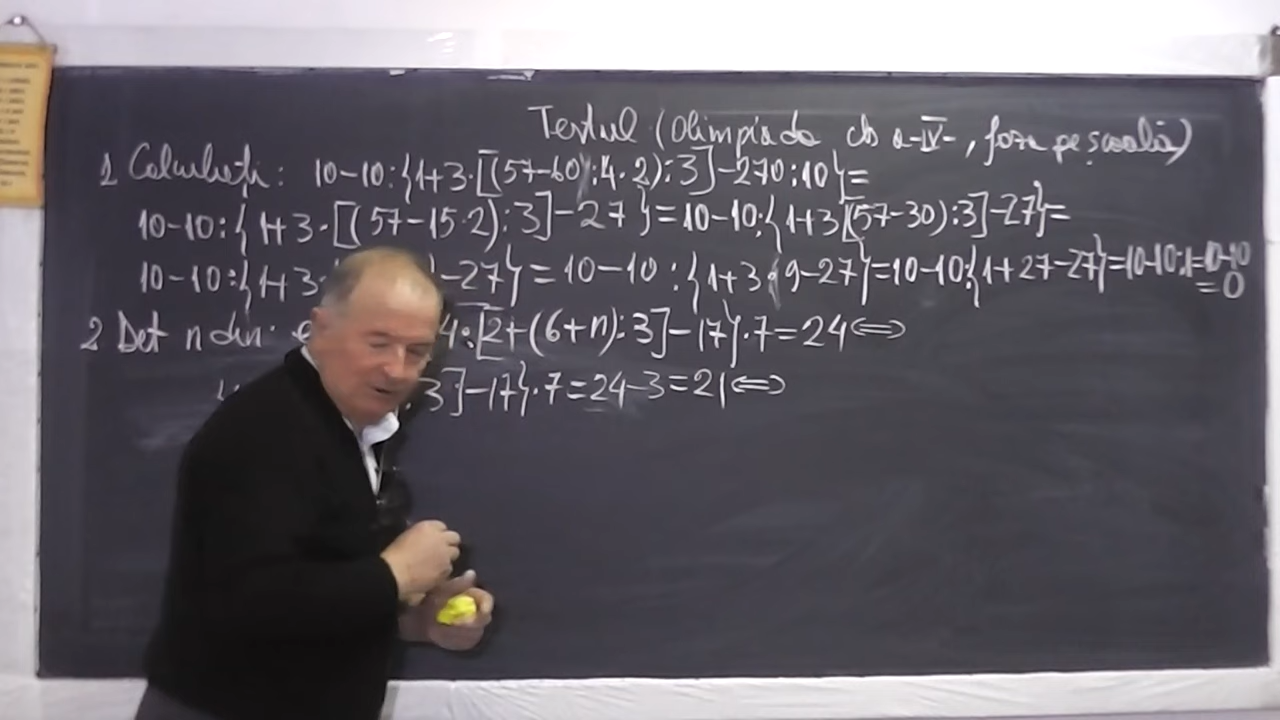 Testul (Olimpiada cls a-IV-, faza pe școală)
1 Calculați: 10-10:{1+3·[(57-60:4·2):3]-270:10}=
10-10:{1+3·[(57-15·2):3]-27}=10-10:{1+3[(57-30):3]-27}=
10-10:{1+3· }-27}=10-10:{1+3·9-27}=10-10:{1+27-27}=10-10:1=10-10
=0
2 Det n din: 4:[2+(6+n):3]-17}·7=24⇔
3]-17}·7=24-3=21⇔